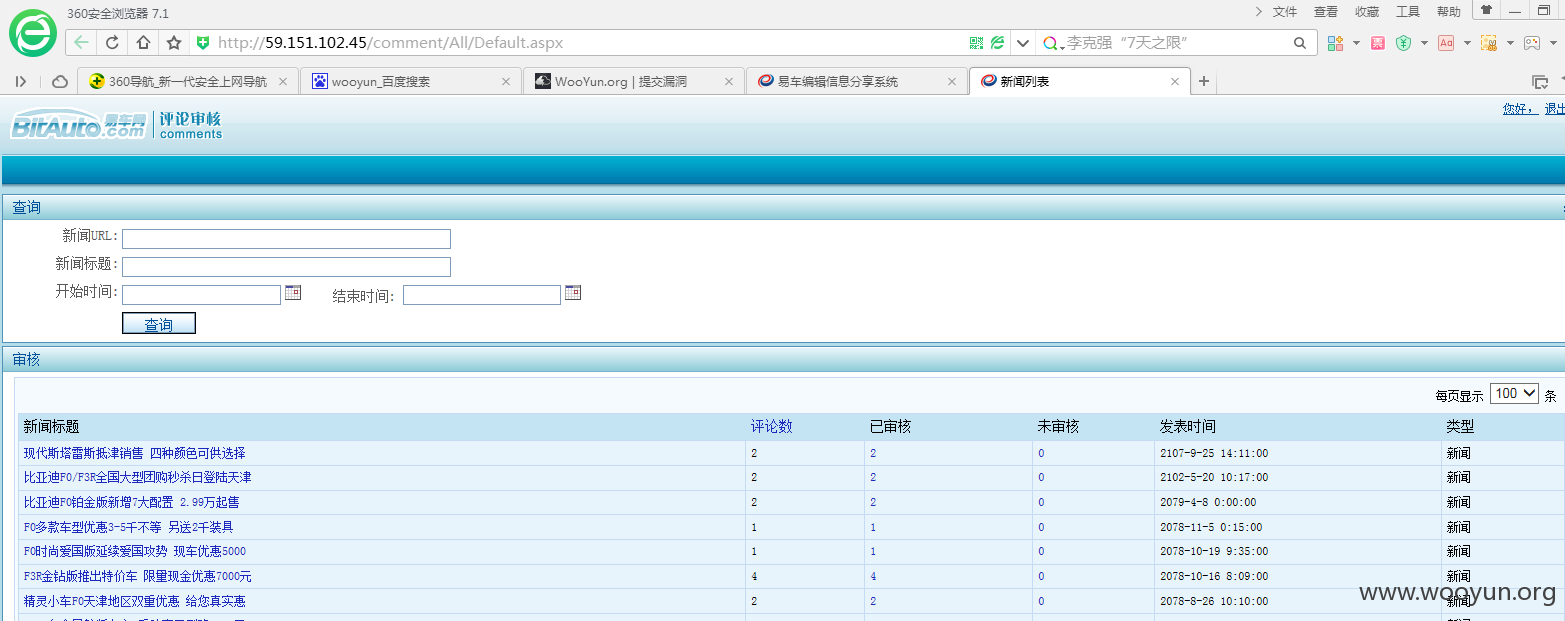 360安全浏览器 7.1
文件 查看 收藏 工具 帮助
http://59.151.102.45/comment/All/Default.aspx
李克强 “7天之限”
360导航_新一代安全上网导航
wooyun_百度搜索
WooYun.org | 提交漏洞
易车编辑信息分享系统
新闻列表
您好， 退出
BitAuto.com 易车网
评论审核
comments
查询
新闻URL:
新闻标题:
开始时间:
结束时间:
查询
审核
每页显示 100 条
新闻标题 评论数 已审核 未审核 发表时间 类型
现代斯塔雷斯抵津销售 四种颜色可供选择 2 2 0 2107-9-25 14:11:00 新闻
比亚迪F0/F3R全国大型团购秒杀日登陆天津 2 2 0 2102-5-20 10:17:00 新闻
比亚迪F0铂金版新增7大配置 2.99万起售 2 2 0 2079-4-8 0:00:00 新闻
F0多款车型优惠3-5千不等 另送2千装具 1 1 0 2078-11-5 0:15:00 新闻
F0时尚爱国版延续爱国攻势 现车优惠5000 1 1 0 2078-10-19 9:35:00 新闻
F3R金钻版推出特价车 限量现金优惠7000元 4 4 0 2078-10-16 8:09:00 新闻
精灵小车F0天津地区双重优惠 给您真实惠 2 2 0 2078-8-26 10:10:00 新闻
www.wooyun.org